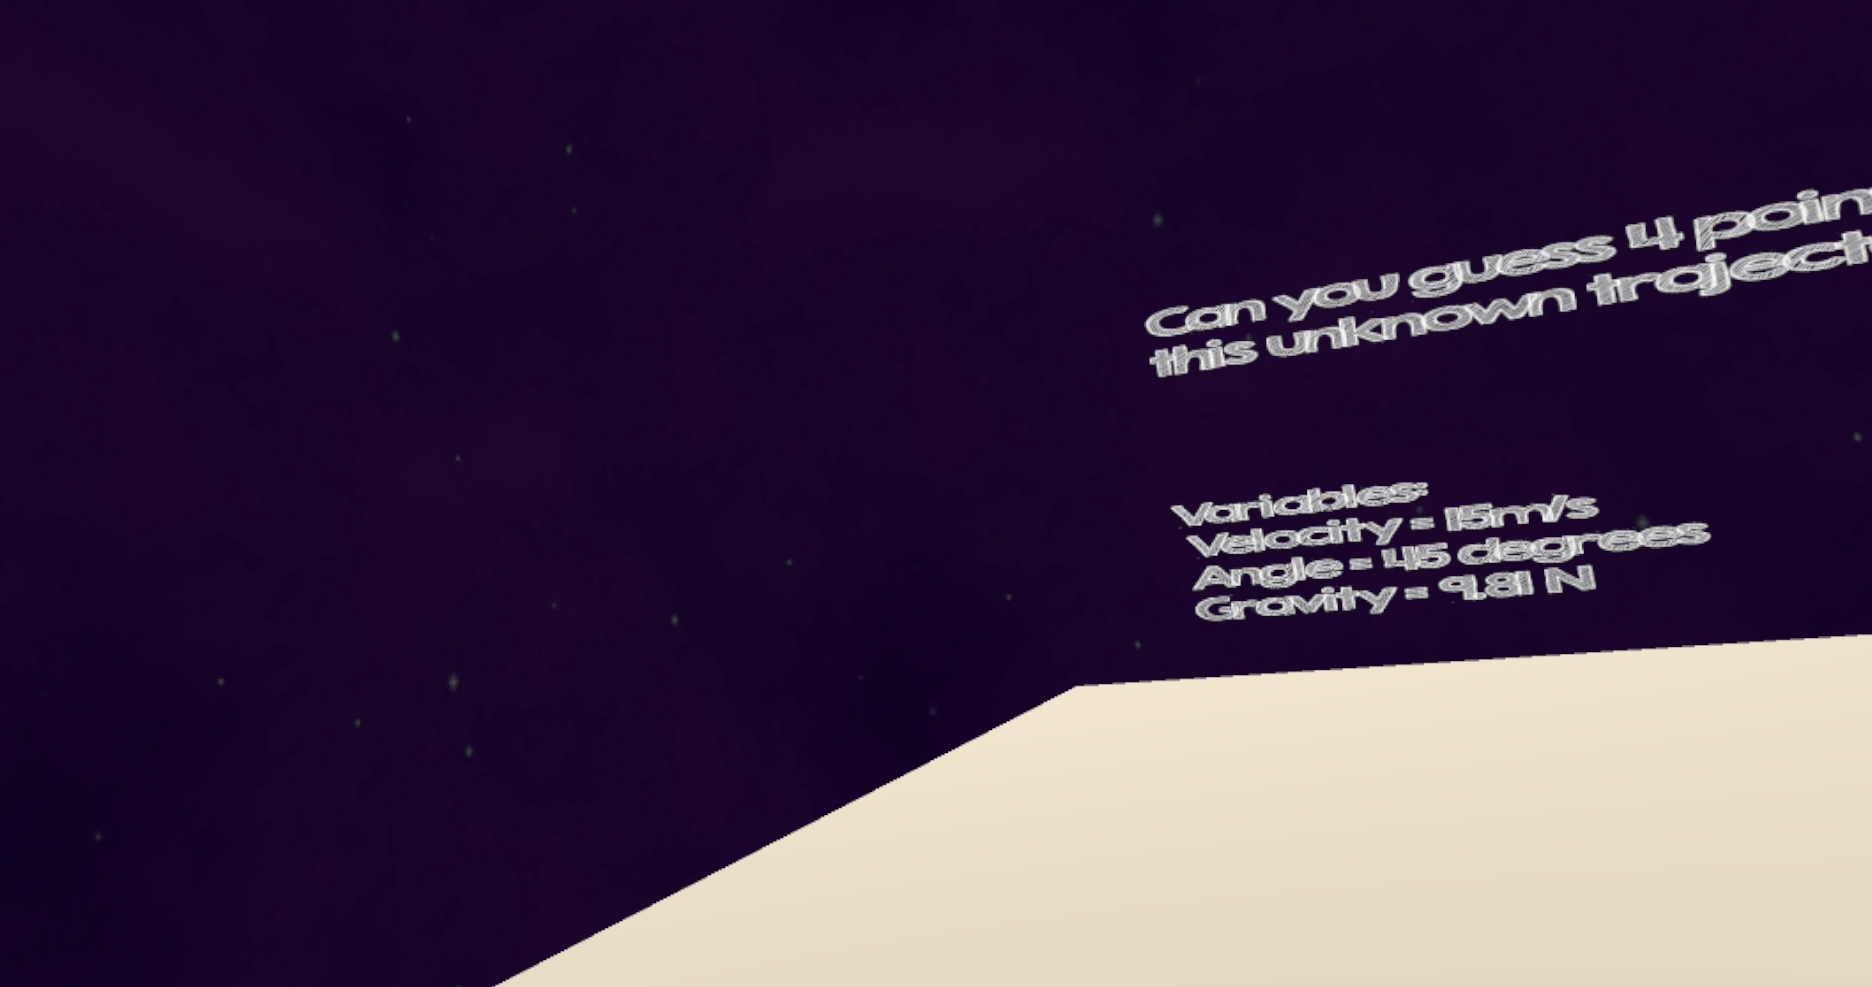 Can you guess 4 poin
this unknown traject
Variables:
Velocity = 15m/s
Angle = 45 degrees
Gravity = 9.81 N